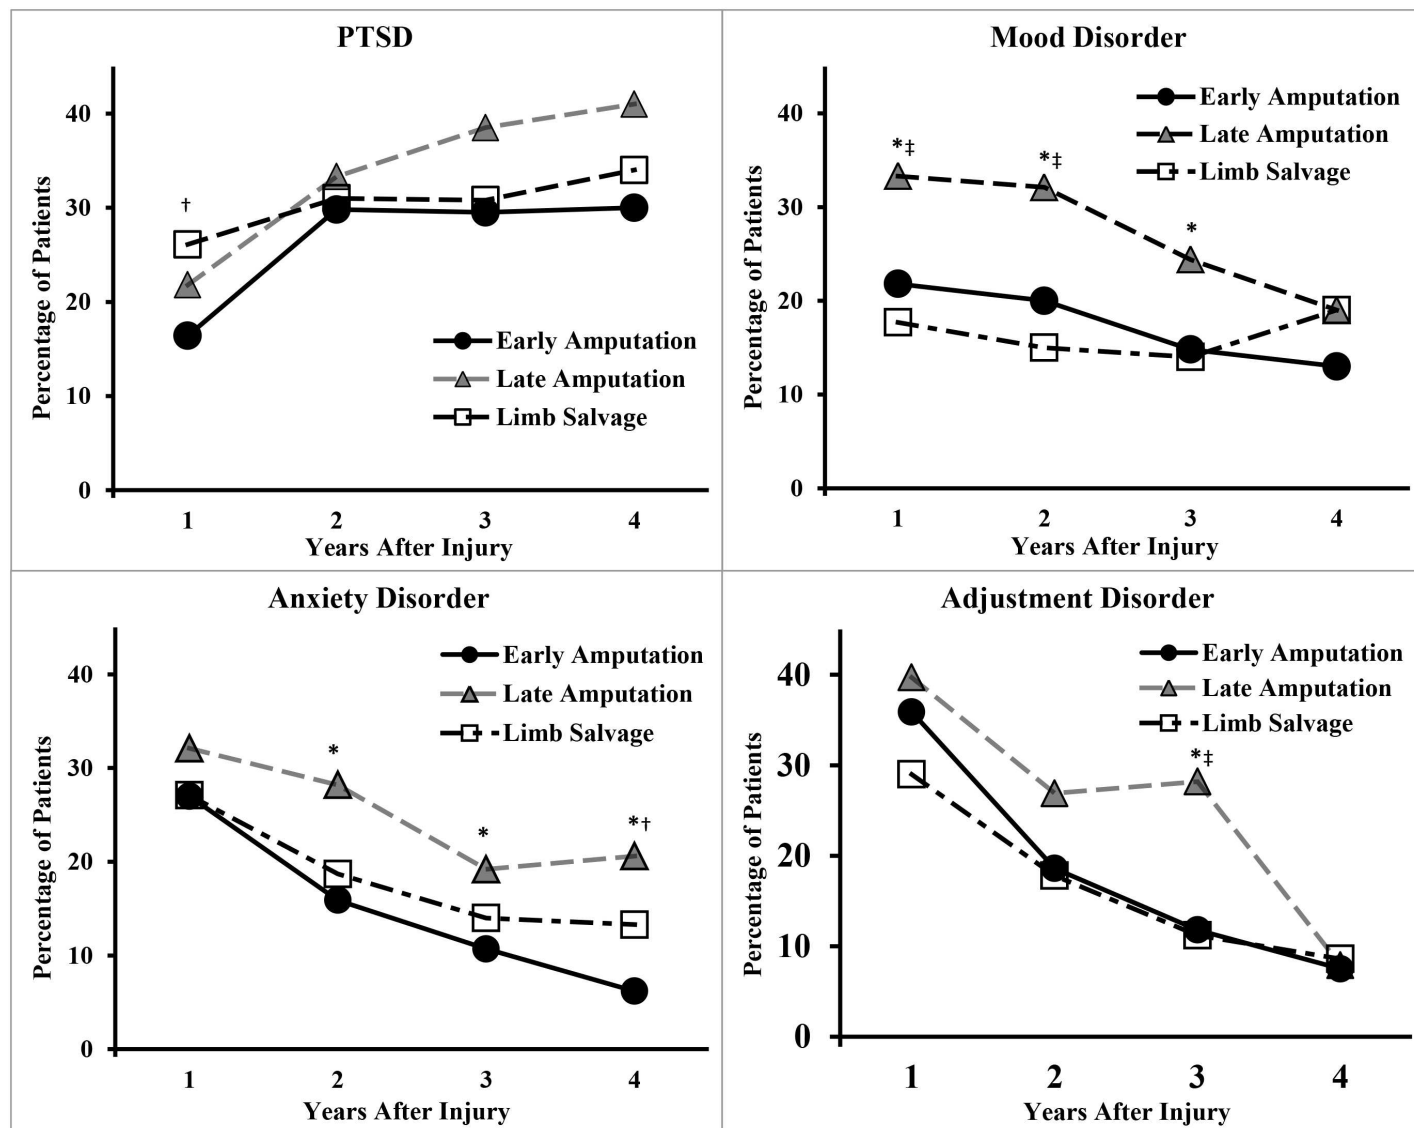 PTSD
40
30
20
10
0
1 2 3 4
Percentage of Patients
Years After Injury
†
Early Amputation
Late Amputation
Limb Salvage
Mood Disorder
40
30
20
10
0
1 2 3 4
Percentage of Patients
Years After Injury
*‡
*‡
*
Early Amputation
Late Amputation
Limb Salvage
Anxiety Disorder
40
30
20
10
0
1 2 3 4
Percentage of Patients
Years After Injury
*
*
*†
Early Amputation
Late Amputation
Limb Salvage
Adjustment Disorder
40
30
20
10
0
1 2 3 4
Percentage of Patients
Years After Injury
*‡
Early Amputation
Late Amputation
Limb Salvage